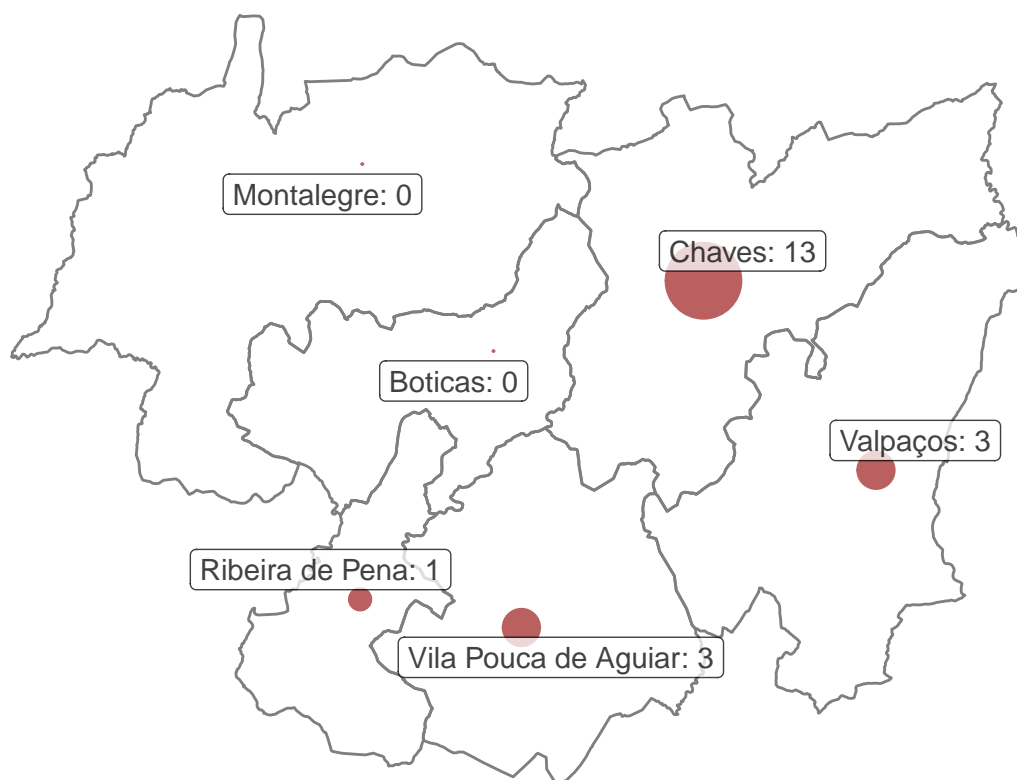 Montalegre: 0
Chaves: 13
Boticas: 0
Valpaços: 3
Ribeira de Pena: 1
Vila Pouca de Aguiar: 3